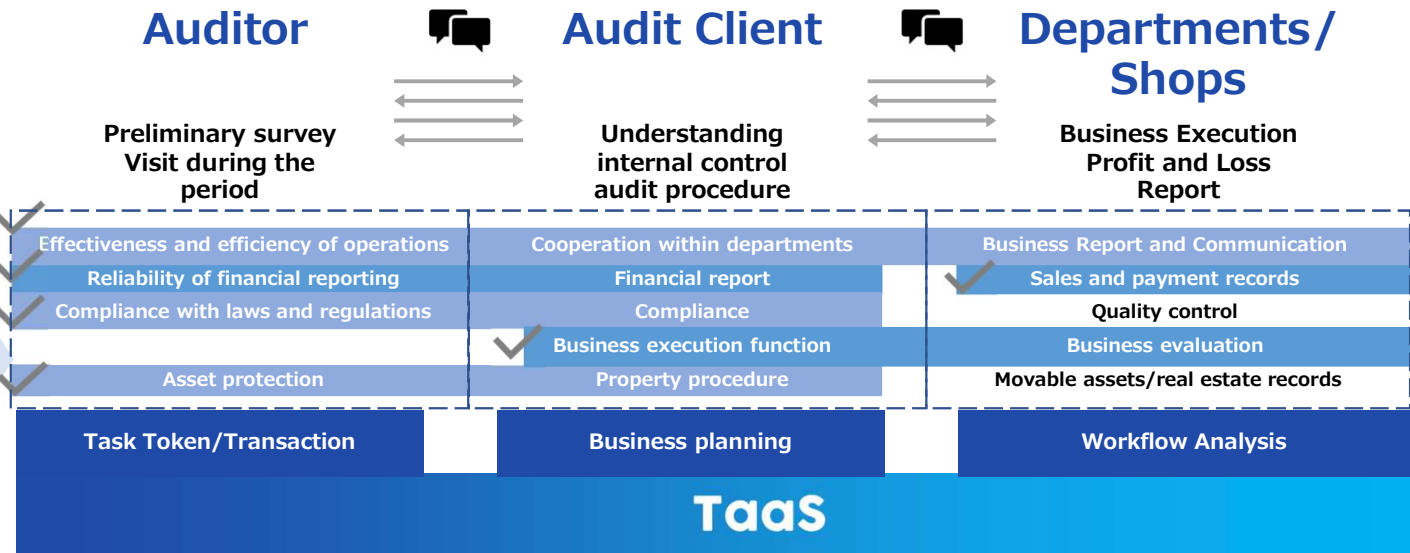 Auditor
Audit Client
Departments/
Shops
Preliminary survey
Visit during the
period
Understanding
internal control
audit procedure
Business Execution
Profit and Loss
Report
Effectiveness and efficiency of operations
Cooperation within departments
Business Report and Communication
Reliability of financial reporting
Financial report
Sales and payment records
Compliance with laws and regulations
Compliance
Quality control
Business execution function
Business evaluation
Asset protection
Property procedure
Movable assets/real estate records
Task Token/Transaction
Business planning
Workflow Analysis
TaaS